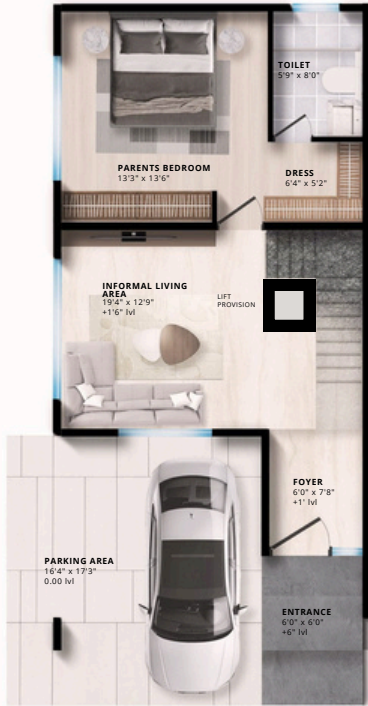 TOILET
5'9" x 8'0"
PARENTS BEDROOM
13'3" x 13'6"
DRESS
6'4" x 5'2"
INFORMAL LIVING
AREA
19'4" x 12'9"
+1'6" lvl
LIFT
PROVISION
FOYER
6'0" x 7'8"
+1' lvl
PARKING AREA
16'4" x 17'3"
0.00 lvl
ENTRANCE
6'0" x 6'0"
+6" lvl